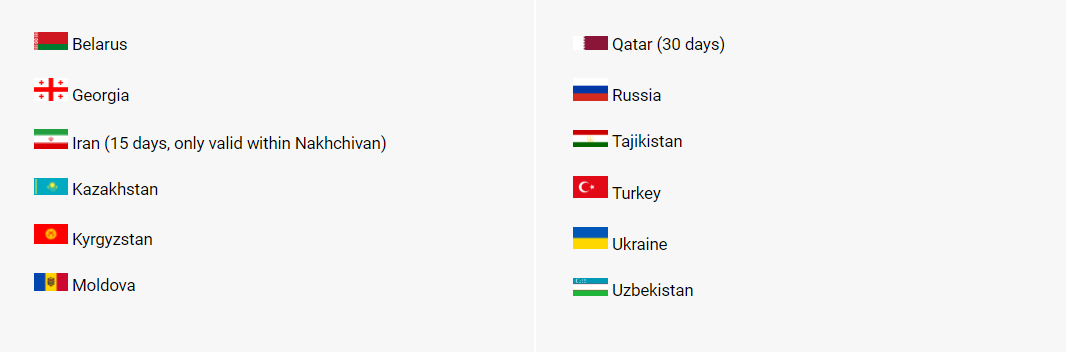 Belarus
Georgia
Iran (15 days, only valid within Nakhchivan)
Kazakhstan
Kyrgyzstan
Moldova
Qatar (30 days)
Russia
Tajikistan
Turkey
Ukraine
Uzbekistan